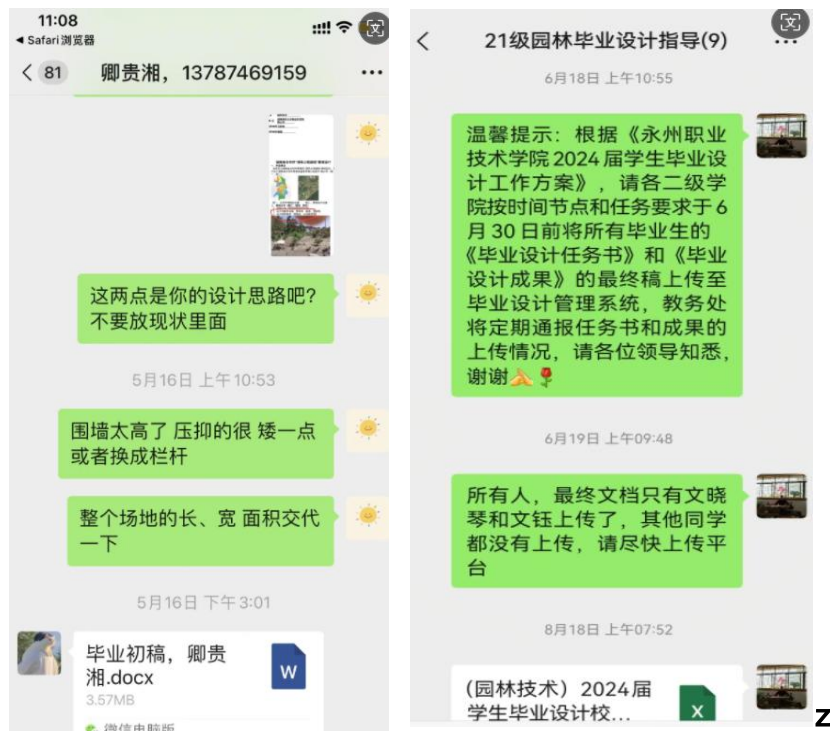 11:08
Safari 浏览器
81
卿贵湘，13787469159
这两点是你的设计思路吧?
不要放现状里面
5月16日 上午10:53
围墙太高了 压抑的很 矮一点
或者换成栏杆
整个场地的长、宽 面积交代
一下
5月16日 下午3:01
毕业初稿，卿贵
湘.docx
W
3.57MB
微信电脑版
文
21级园林毕业设计指导(9)
6月18日 上午10:55
温馨提示：根据《永州职业
技术学院2024届学生毕业设
计工作方案》，请各二级学
院按时间节点和任务要求于6
月30日前将所有毕业生的
《毕业设计任务书》和《毕业
设计成果》的最终稿上传至
毕业设计管理系统，教务处
将定期通报任务书和成果的
上传情况，请各位领导知悉，
谢谢
6月19日 上午09:48
所有人，最终文档只有文晓
琴和文钰上传了，其他同学
都没有上传，请尽快上传平
台
8月18日 上午07:52
(园林技术）2024届
学生毕业设计校...
X
文
z